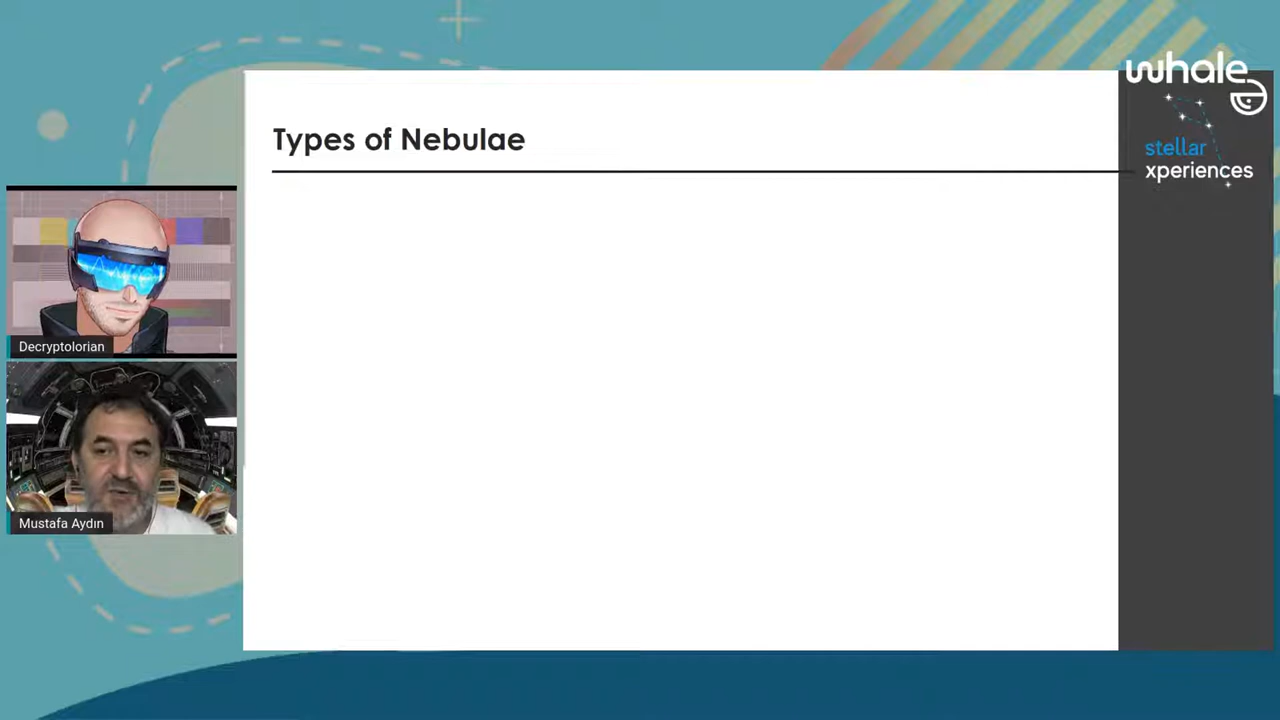 whale
stellar
xperiences
Types of Nebulae
Decryptolorian
Mustafa Aydın